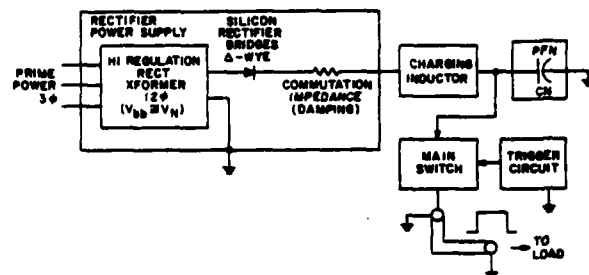 RECTIFIER
POWER SUPPLY
SILICON
RECTIFIER
BRIDGES
Δ-WYE
HI REGULATION
RECT
XFORMER
12φ
(Vbb ≅ VN)
PRIME
POWER
3φ
COMMUTATION
IMPEDANCE
(DAMPING)
CHARGING
INDUCTOR
PFN
CN
MAIN
SWITCH
TRIGGER
CIRCUIT
TO
LOAD